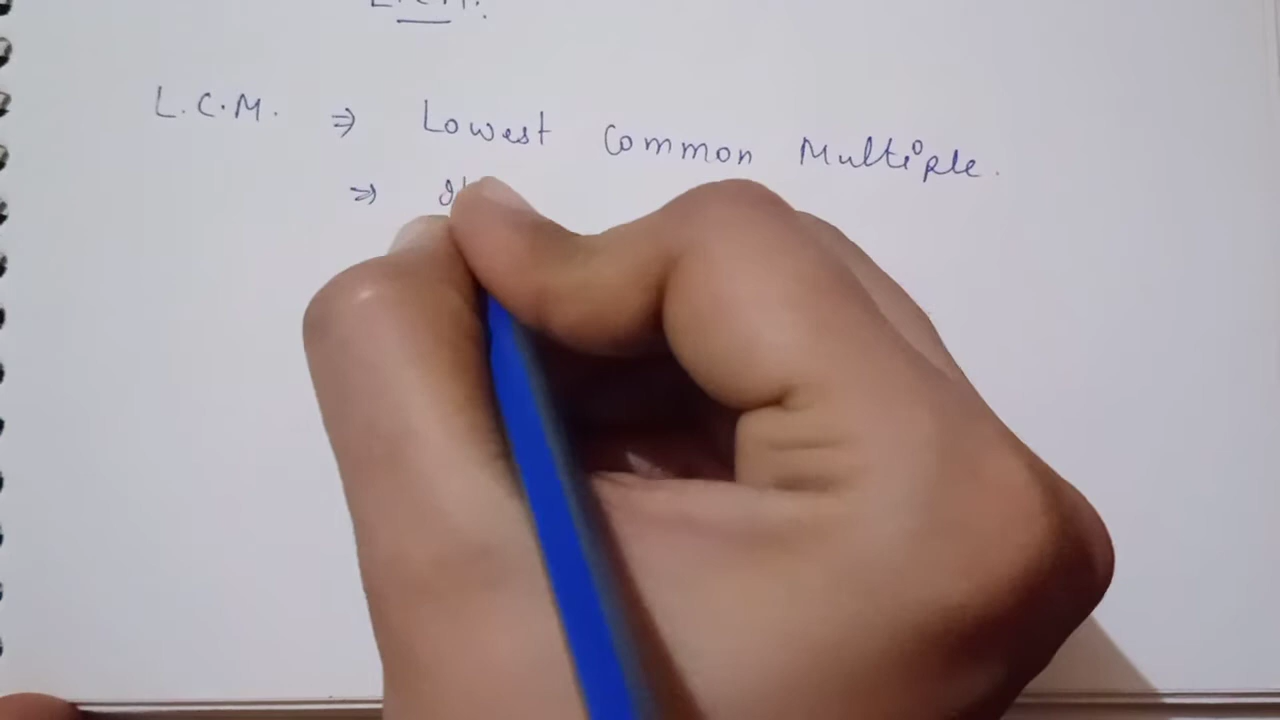 L.C.M.
L.C.M. ⇒ Lowest Common Multiple.
⇒